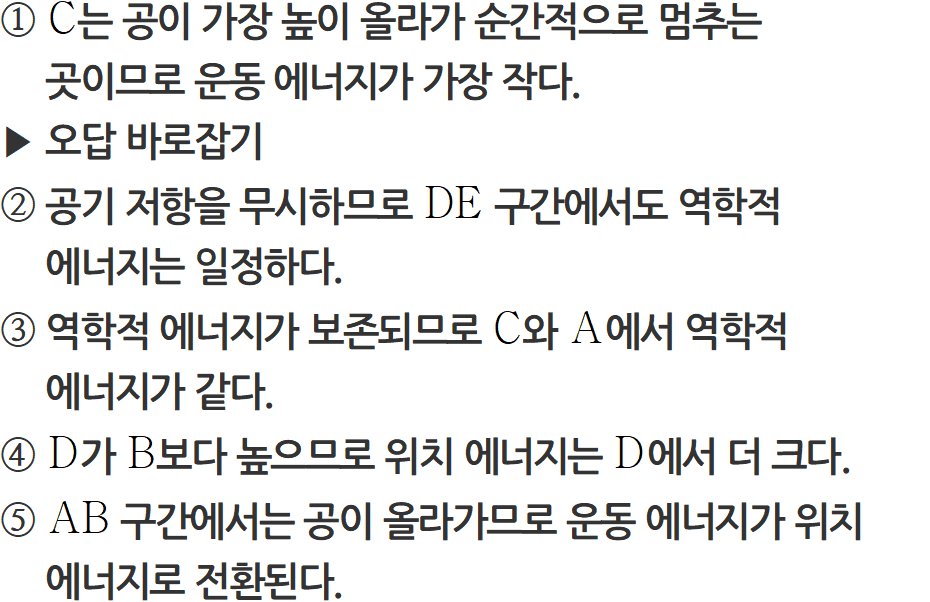 ① C는 공이 가장 높이 올라가 순간적으로 멈추는
곳이므로 운동 에너지가 가장 작다.
▶ 오답 바로잡기
② 공기 저항을 무시하므로 DE 구간에서도 역학적
에너지는 일정하다.
③ 역학적 에너지가 보존되므로 C와 A에서 역학적
에너지가 같다.
④ D가 B보다 높으므로 위치 에너지는 D에서 더 크다.
⑤ AB 구간에서는 공이 올라가므로 운동 에너지가 위치
에너지로 전환된다.